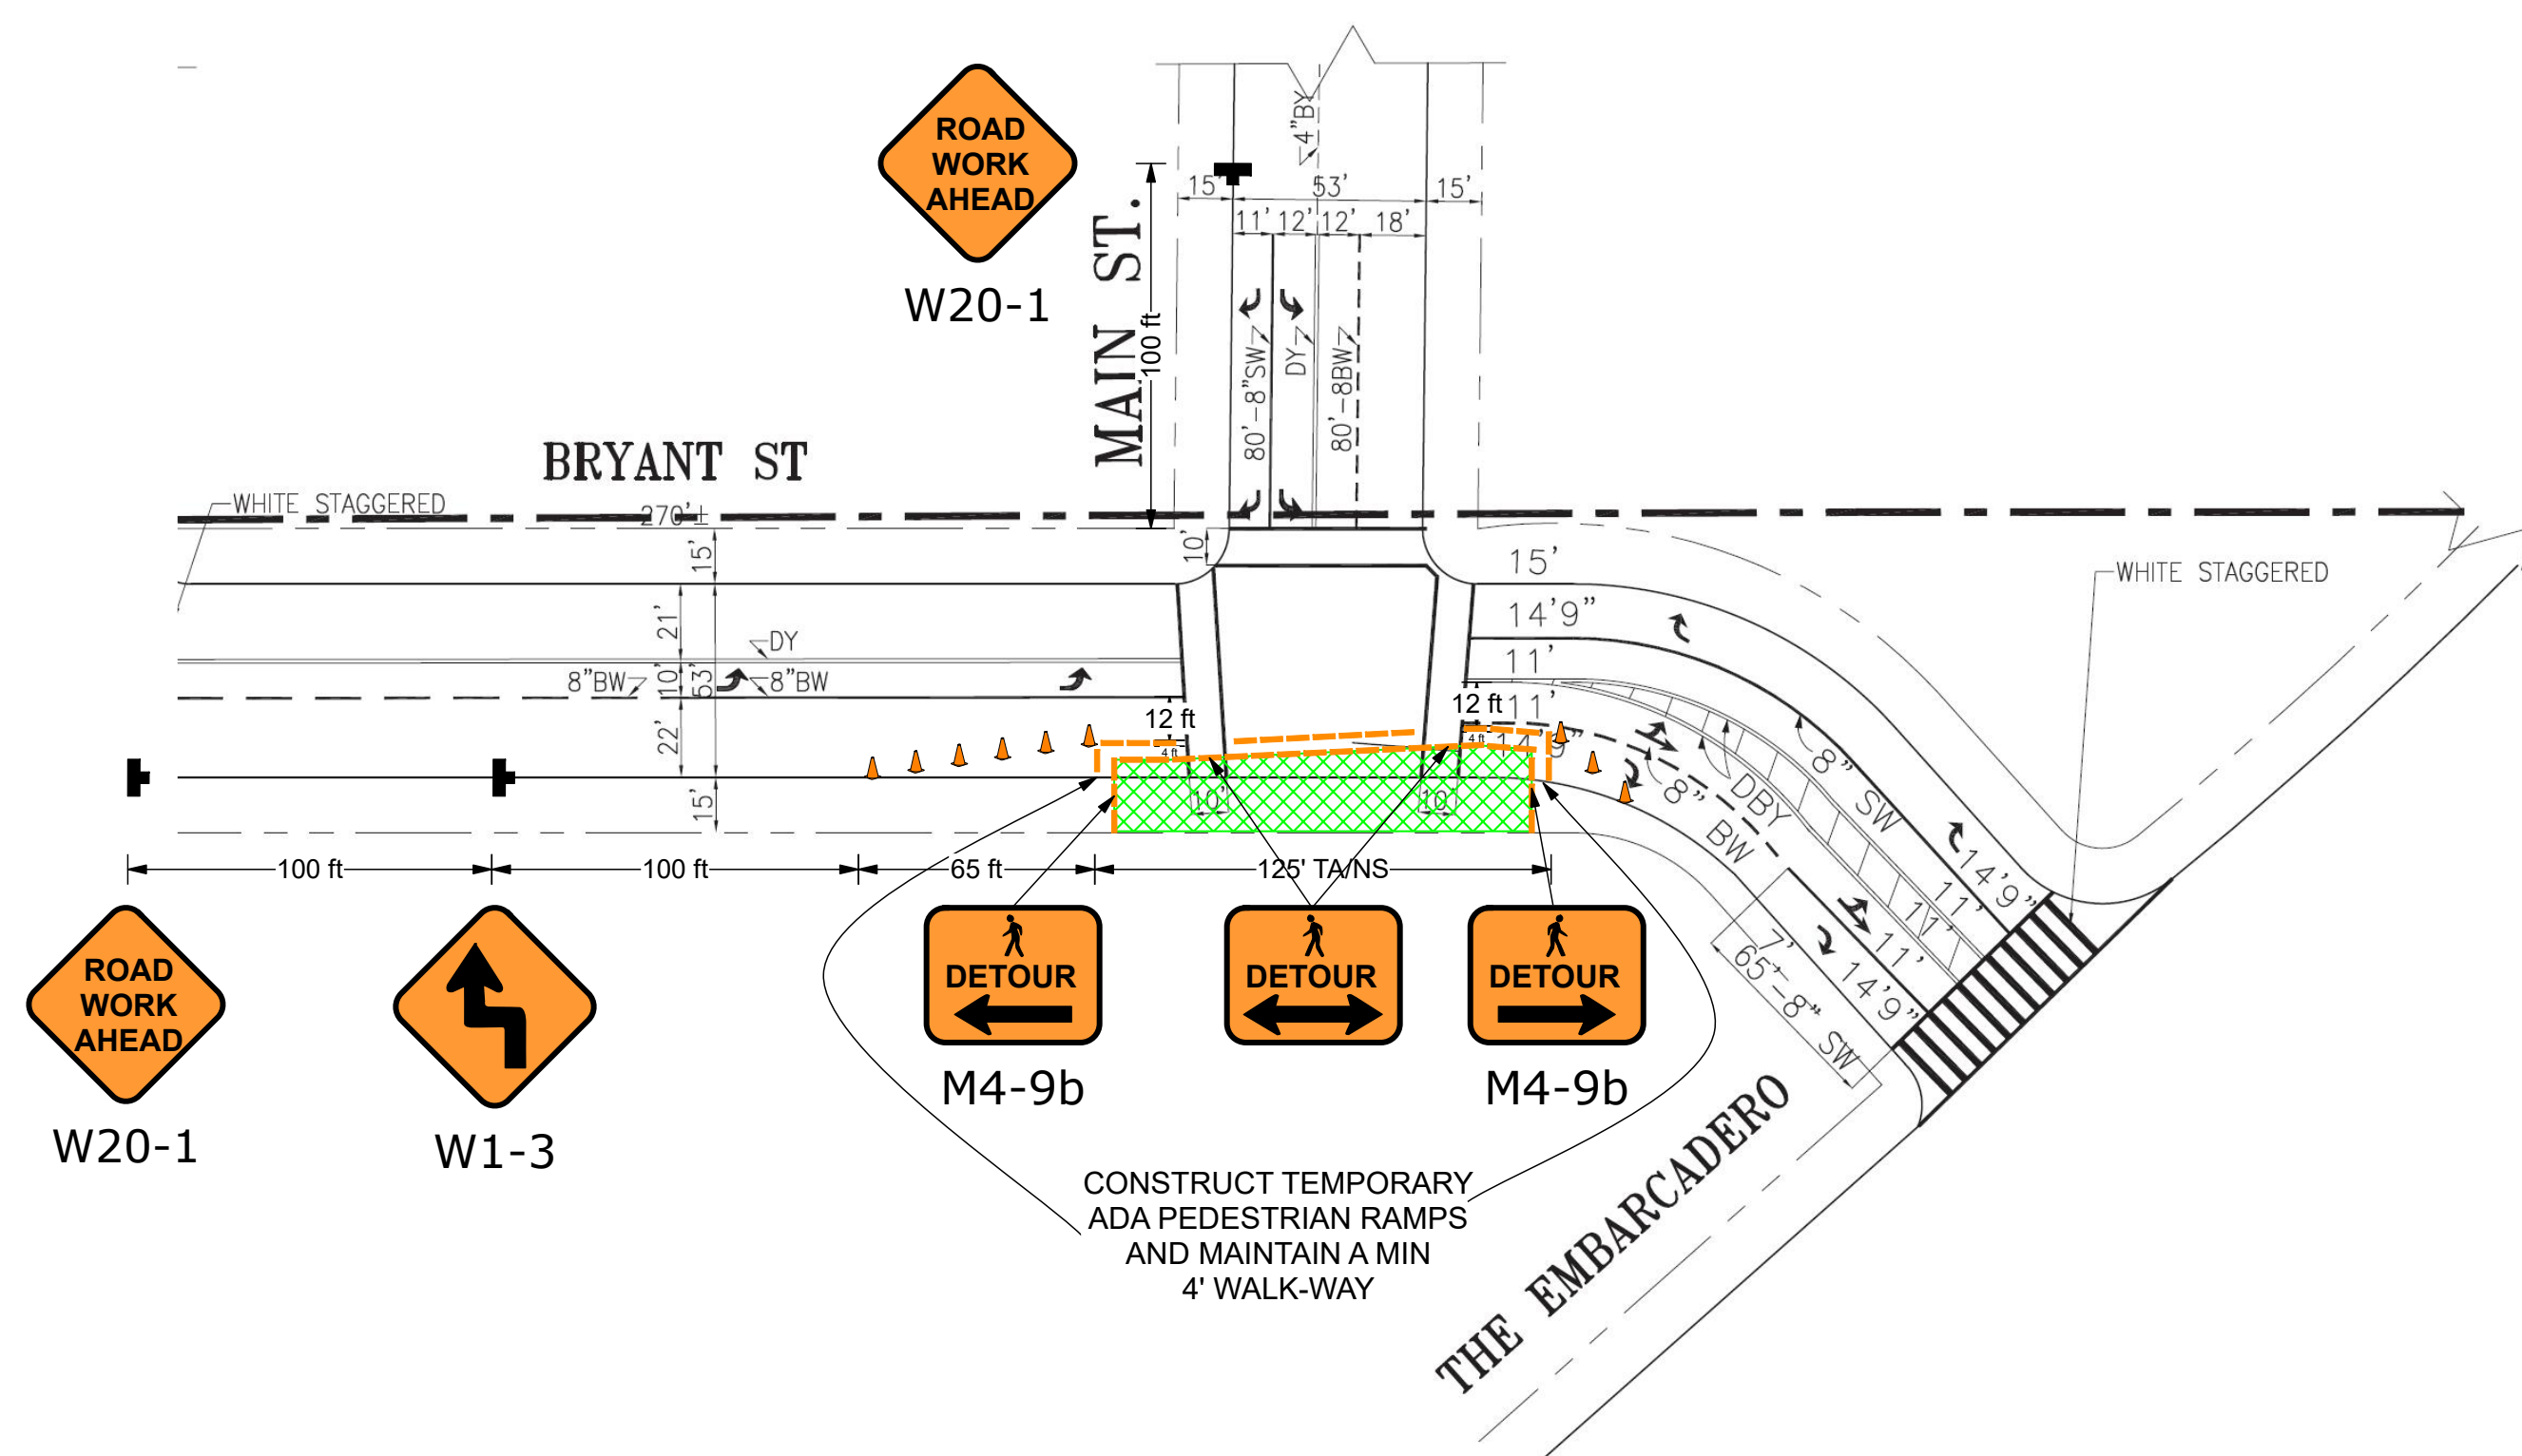 ROAD
WORK
AHEAD
W20-1
MAIN ST.
100 ft
4"BY
15'
53'
15'
11'
12'
12'
18'
80'-8"SW
DY
80'-8BW
BRYANT ST
WHITE STAGGERED
270'±
15'
10'
21'
DY
10'
53'
8"BW
8"BW
22'
15'
15'
14'9"
11'
11'
14'9"
12 ft
4 ft
12 ft
4 ft
10'
10'
WHITE STAGGERED
8" SW
DBY
8" BW
14'9"
11'
11'
11'
14'9"
7'
65'-8" SW
100 ft
100 ft
65 ft
125' TA/NS
ROAD
WORK
AHEAD
W20-1
W1-3
DETOUR
M4-9b
DETOUR
DETOUR
M4-9b
CONSTRUCT TEMPORARY
ADA PEDESTRIAN RAMPS
AND MAINTAIN A MIN
4' WALK-WAY
THE EMBARCADERO